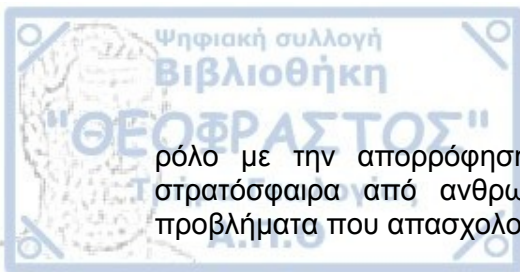 Ψηφιακή συλλογή
Βιβλιοθήκη
"ΘΕΟΦΡΑΣΤΟΣ"
ρόλο με την απορρόφηση
στρατόσφαιρα από ανθρω
προβλήματα που απασχολο
Α.Π.Θ